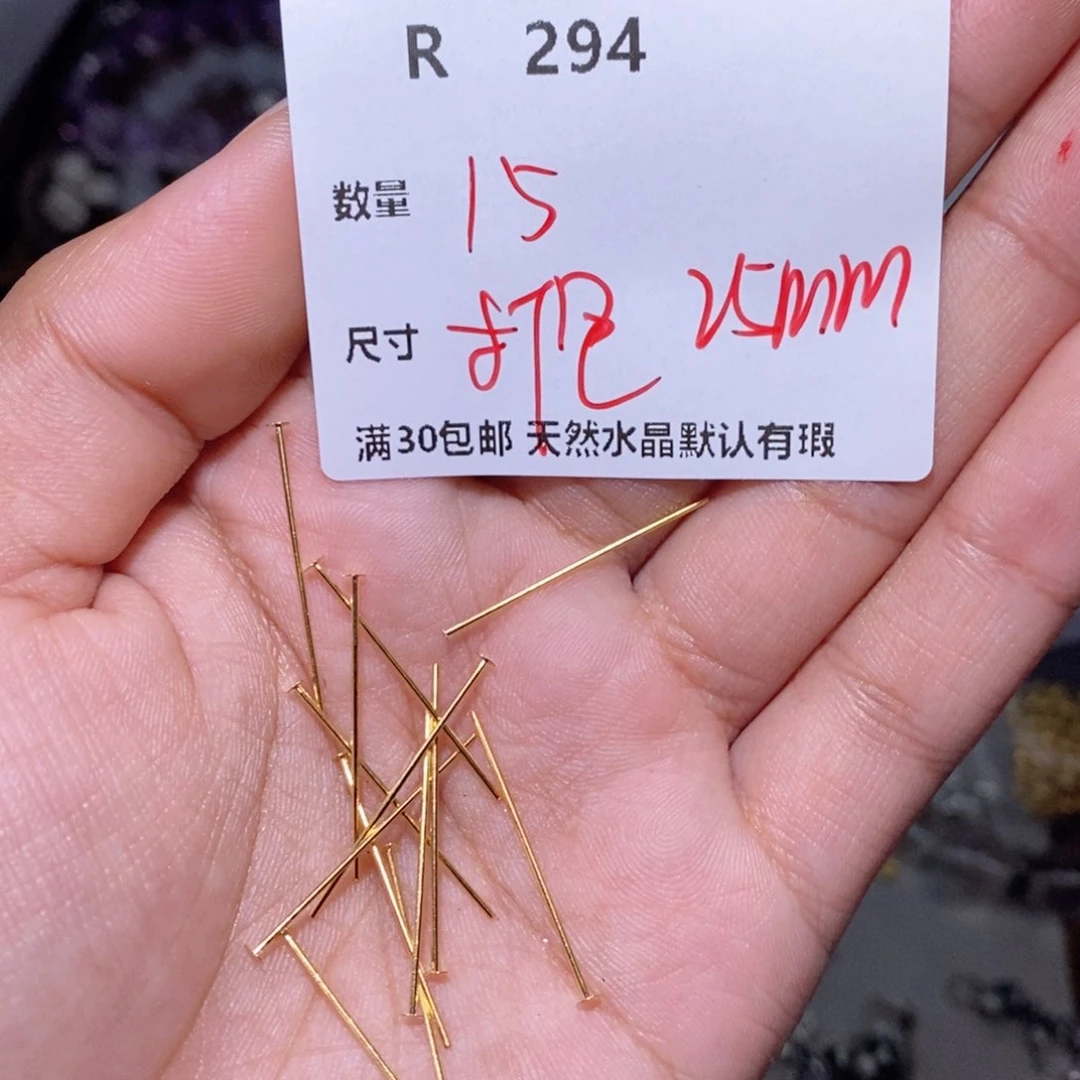 R 294
数量 15
尺寸 25mm
满30包邮 天然水晶默认有瑕